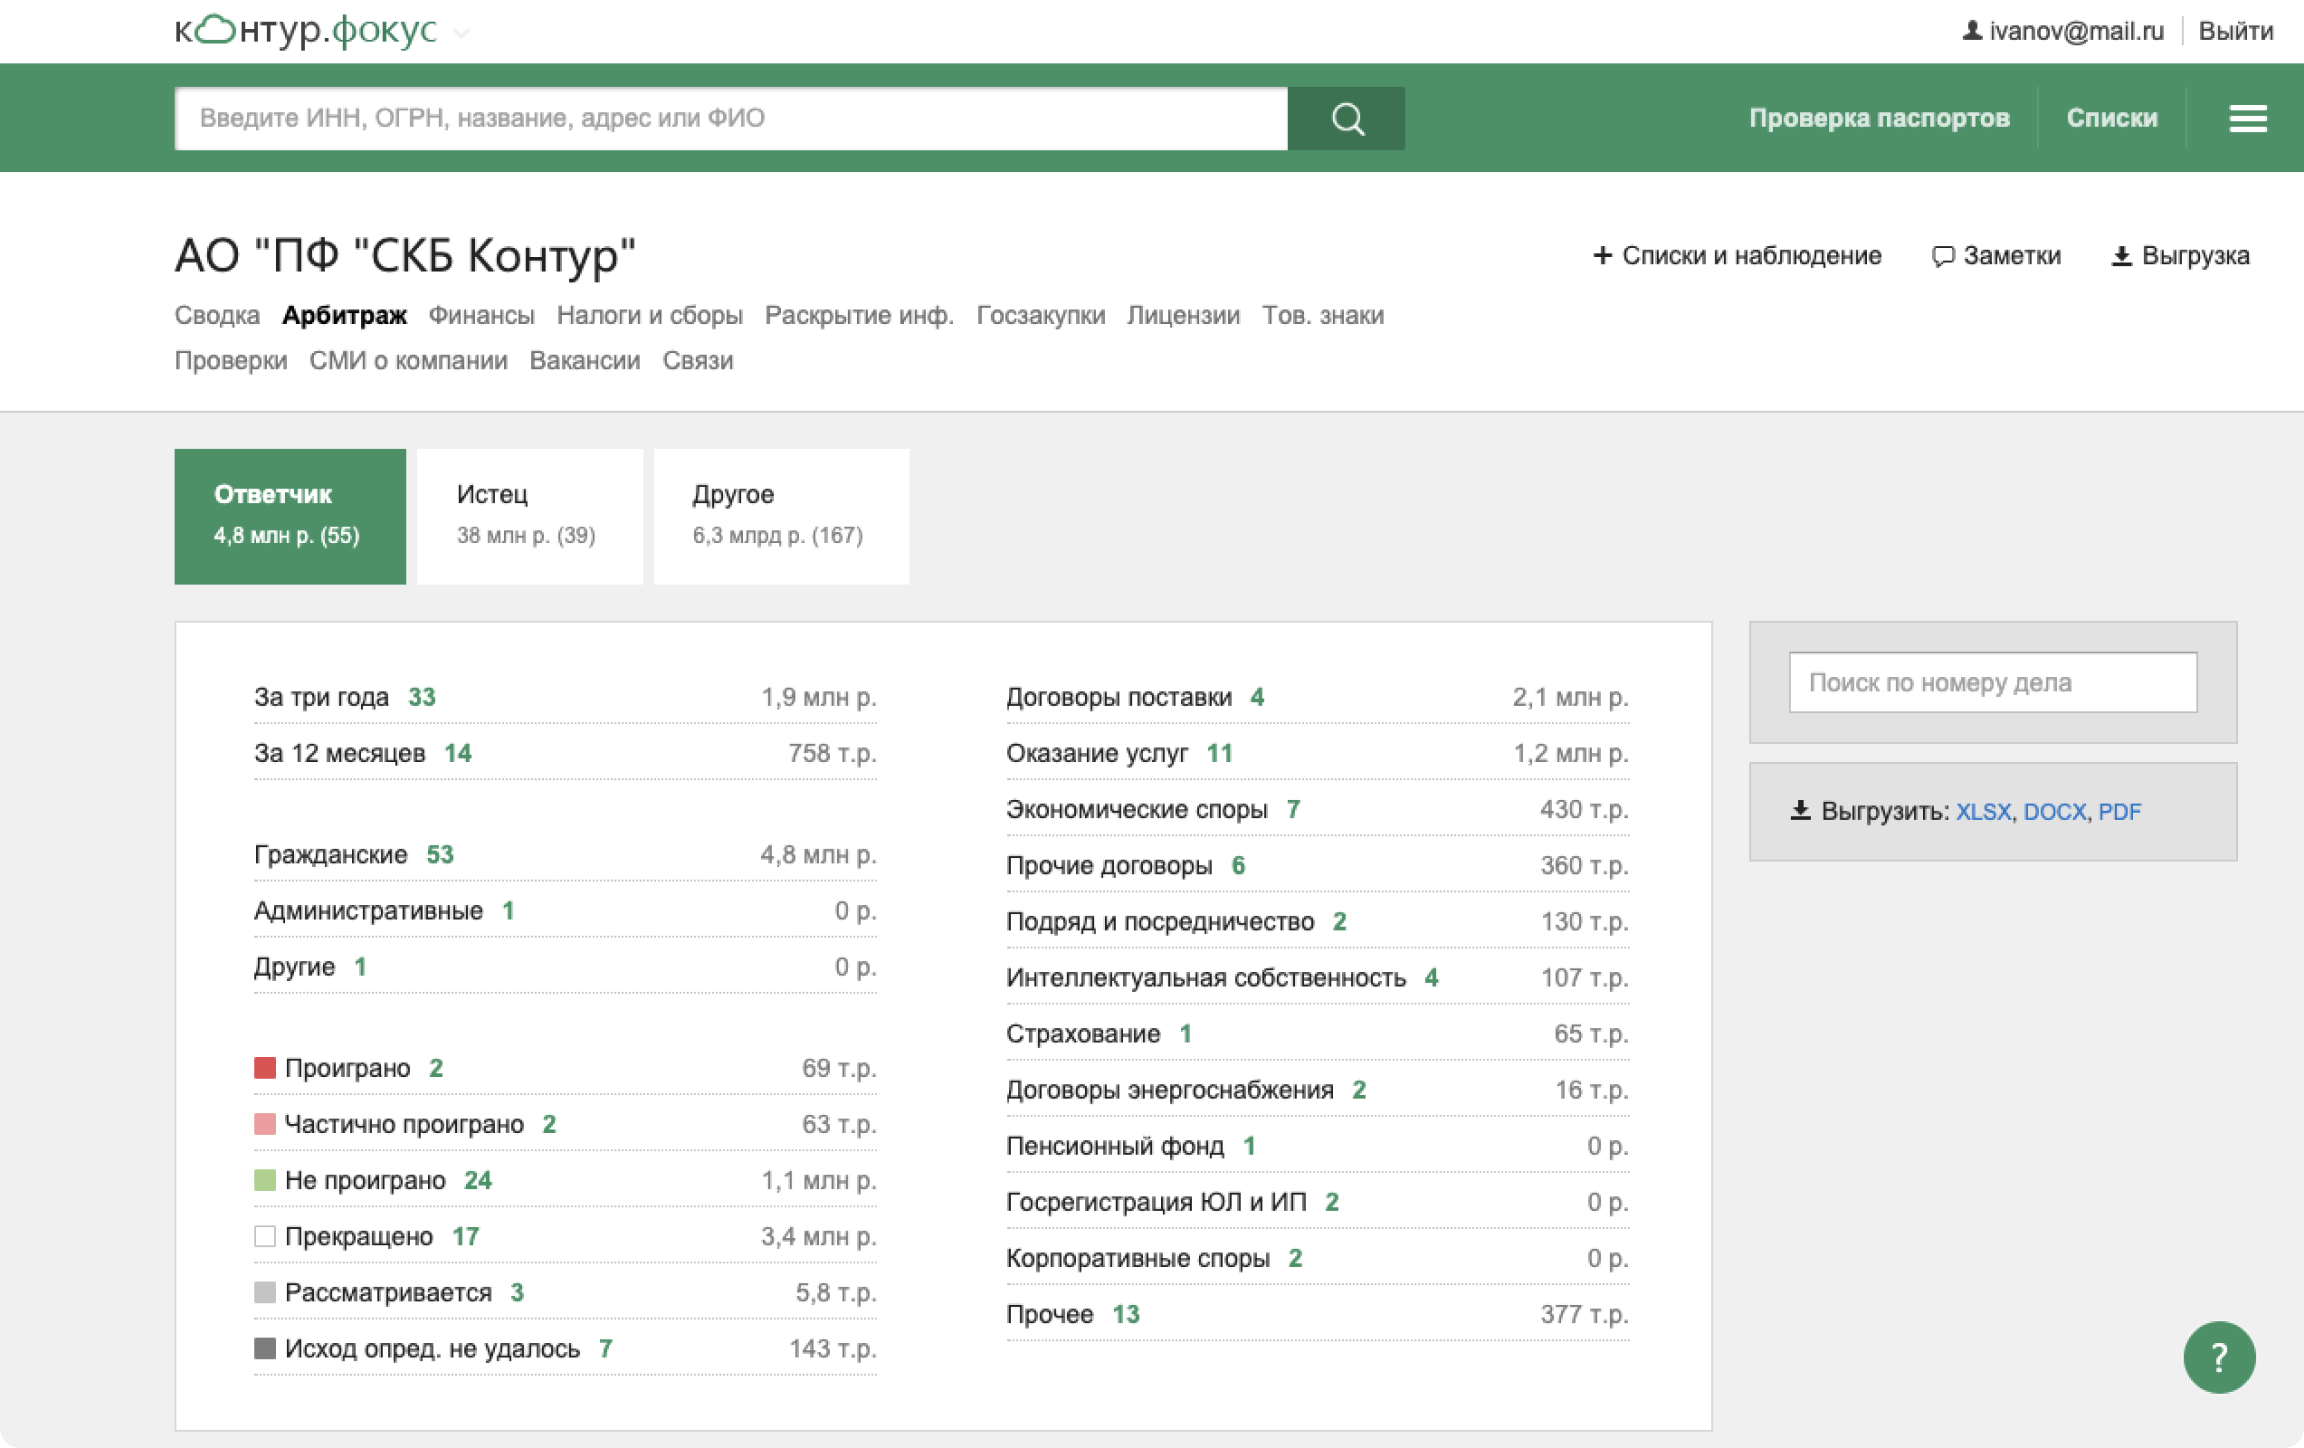 контур.фокус
ivanov@mail.ru Выйти
Введите ИНН, ОГРН, название, адрес или ФИО
Проверка паспортов Списки
АО "ПФ "СКБ Контур"
Списки и наблюдение Заметки Выгрузка
Сводка Арбитраж Финансы Налоги и сборы Раскрытие инф. Госзакупки Лицензии Тов. знаки
Проверки СМИ о компании Вакансии Связи
Ответчик
4,8 млн р. (55)
Истец
38 млн р. (39)
Другое
6,3 млрд р. (167)
За три года 33 1,9 млн р.
За 12 месяцев 14 758 т.р.
Гражданские 53 4,8 млн р.
Административные 1 0 р.
Другие 1 0 р.
Проиграно 2 69 т.р.
Частично проиграно 2 63 т.р.
Не проиграно 24 1,1 млн р.
Прекращено 17 3,4 млн р.
Рассматривается 3 5,8 т.р.
Исход опред. не удалось 7 143 т.р.
Договоры поставки 4 2,1 млн р.
Оказание услуг 11 1,2 млн р.
Экономические споры 7 430 т.р.
Прочие договоры 6 360 т.р.
Подряд и посредничество 2 130 т.р.
Интеллектуальная собственность 4 107 т.р.
Страхование 1 65 т.р.
Договоры энергоснабжения 2 16 т.р.
Пенсионный фонд 1 0 р.
Госрегистрация ЮЛ и ИП 2 0 р.
Корпоративные споры 2 0 р.
Прочее 13 377 т.р.
Поиск по номеру дела
Выгрузить: XLSX, DOCX, PDF
?